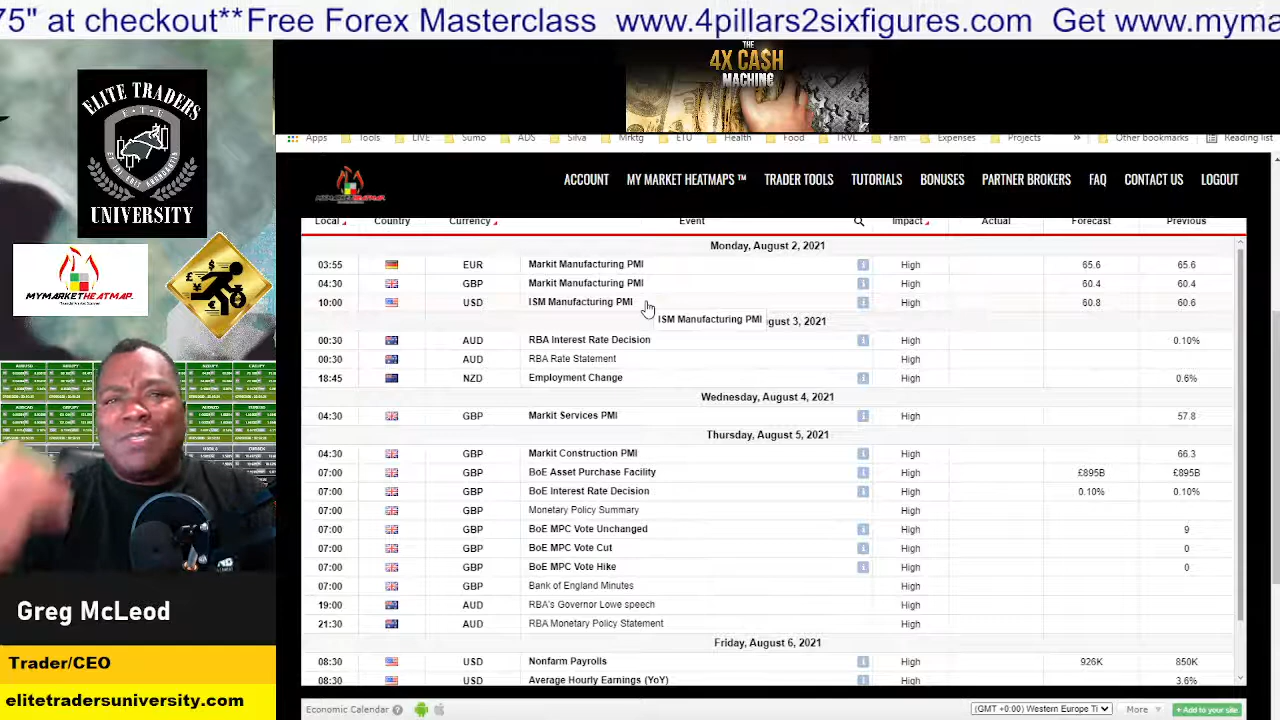 75" at checkout**Free Forex Masterclass www.4pillars2sixfigures.com Get www.myma
THE
4X CASH
MACHINE
ELITE TRADERS
E T U
UNIVERSITY
MYMARKETHEATMAP
Apps Tools LIVE Sumo ADS Silva Mrktg ETU Health Food TRVL Fam Expenses Projects » Other bookmarks Reading list
ACCOUNT MY MARKET HEATMAPS ™ TRADER TOOLS TUTORIALS BONUSES PARTNER BROKERS FAQ CONTACT US LOGOUT
Local Country Currency Event Impact Actual Forecast Previous
Monday, August 2, 2021
03:55 EUR Markit Manufacturing PMI High 65.6 65.6
04:30 GBP Markit Manufacturing PMI High 60.4 60.4
10:00 USD ISM Manufacturing PMI High 60.8 60.6
ISM Manufacturing PMI
gust 3, 2021
00:30 AUD RBA Interest Rate Decision High 0.10%
00:30 AUD RBA Rate Statement High
18:45 NZD Employment Change High 0.6%
Wednesday, August 4, 2021
04:30 GBP Markit Services PMI High 57.8
Thursday, August 5, 2021
04:30 GBP Markit Construction PMI High 66.3
07:00 GBP BoE Asset Purchase Facility High £895B £895B
07:00 GBP BoE Interest Rate Decision High 0.10% 0.10%
07:00 GBP Monetary Policy Summary High
07:00 GBP BoE MPC Vote Unchanged High 9
07:00 GBP BoE MPC Vote Cut High 0
07:00 GBP BoE MPC Vote Hike High 0
07:00 GBP Bank of England Minutes High
19:00 AUD RBA's Governor Lowe speech High
21:30 AUD RBA Monetary Policy Statement High
Friday, August 6, 2021
08:30 USD Nonfarm Payrolls High 926K 850K
08:30 USD Average Hourly Earnings (YoY) High 3.6%
Economic Calendar (GMT +0:00) Western Europe Ti More + Add to your site
Greg McLeod
Trader/CEO
elitetradersuniversity.com